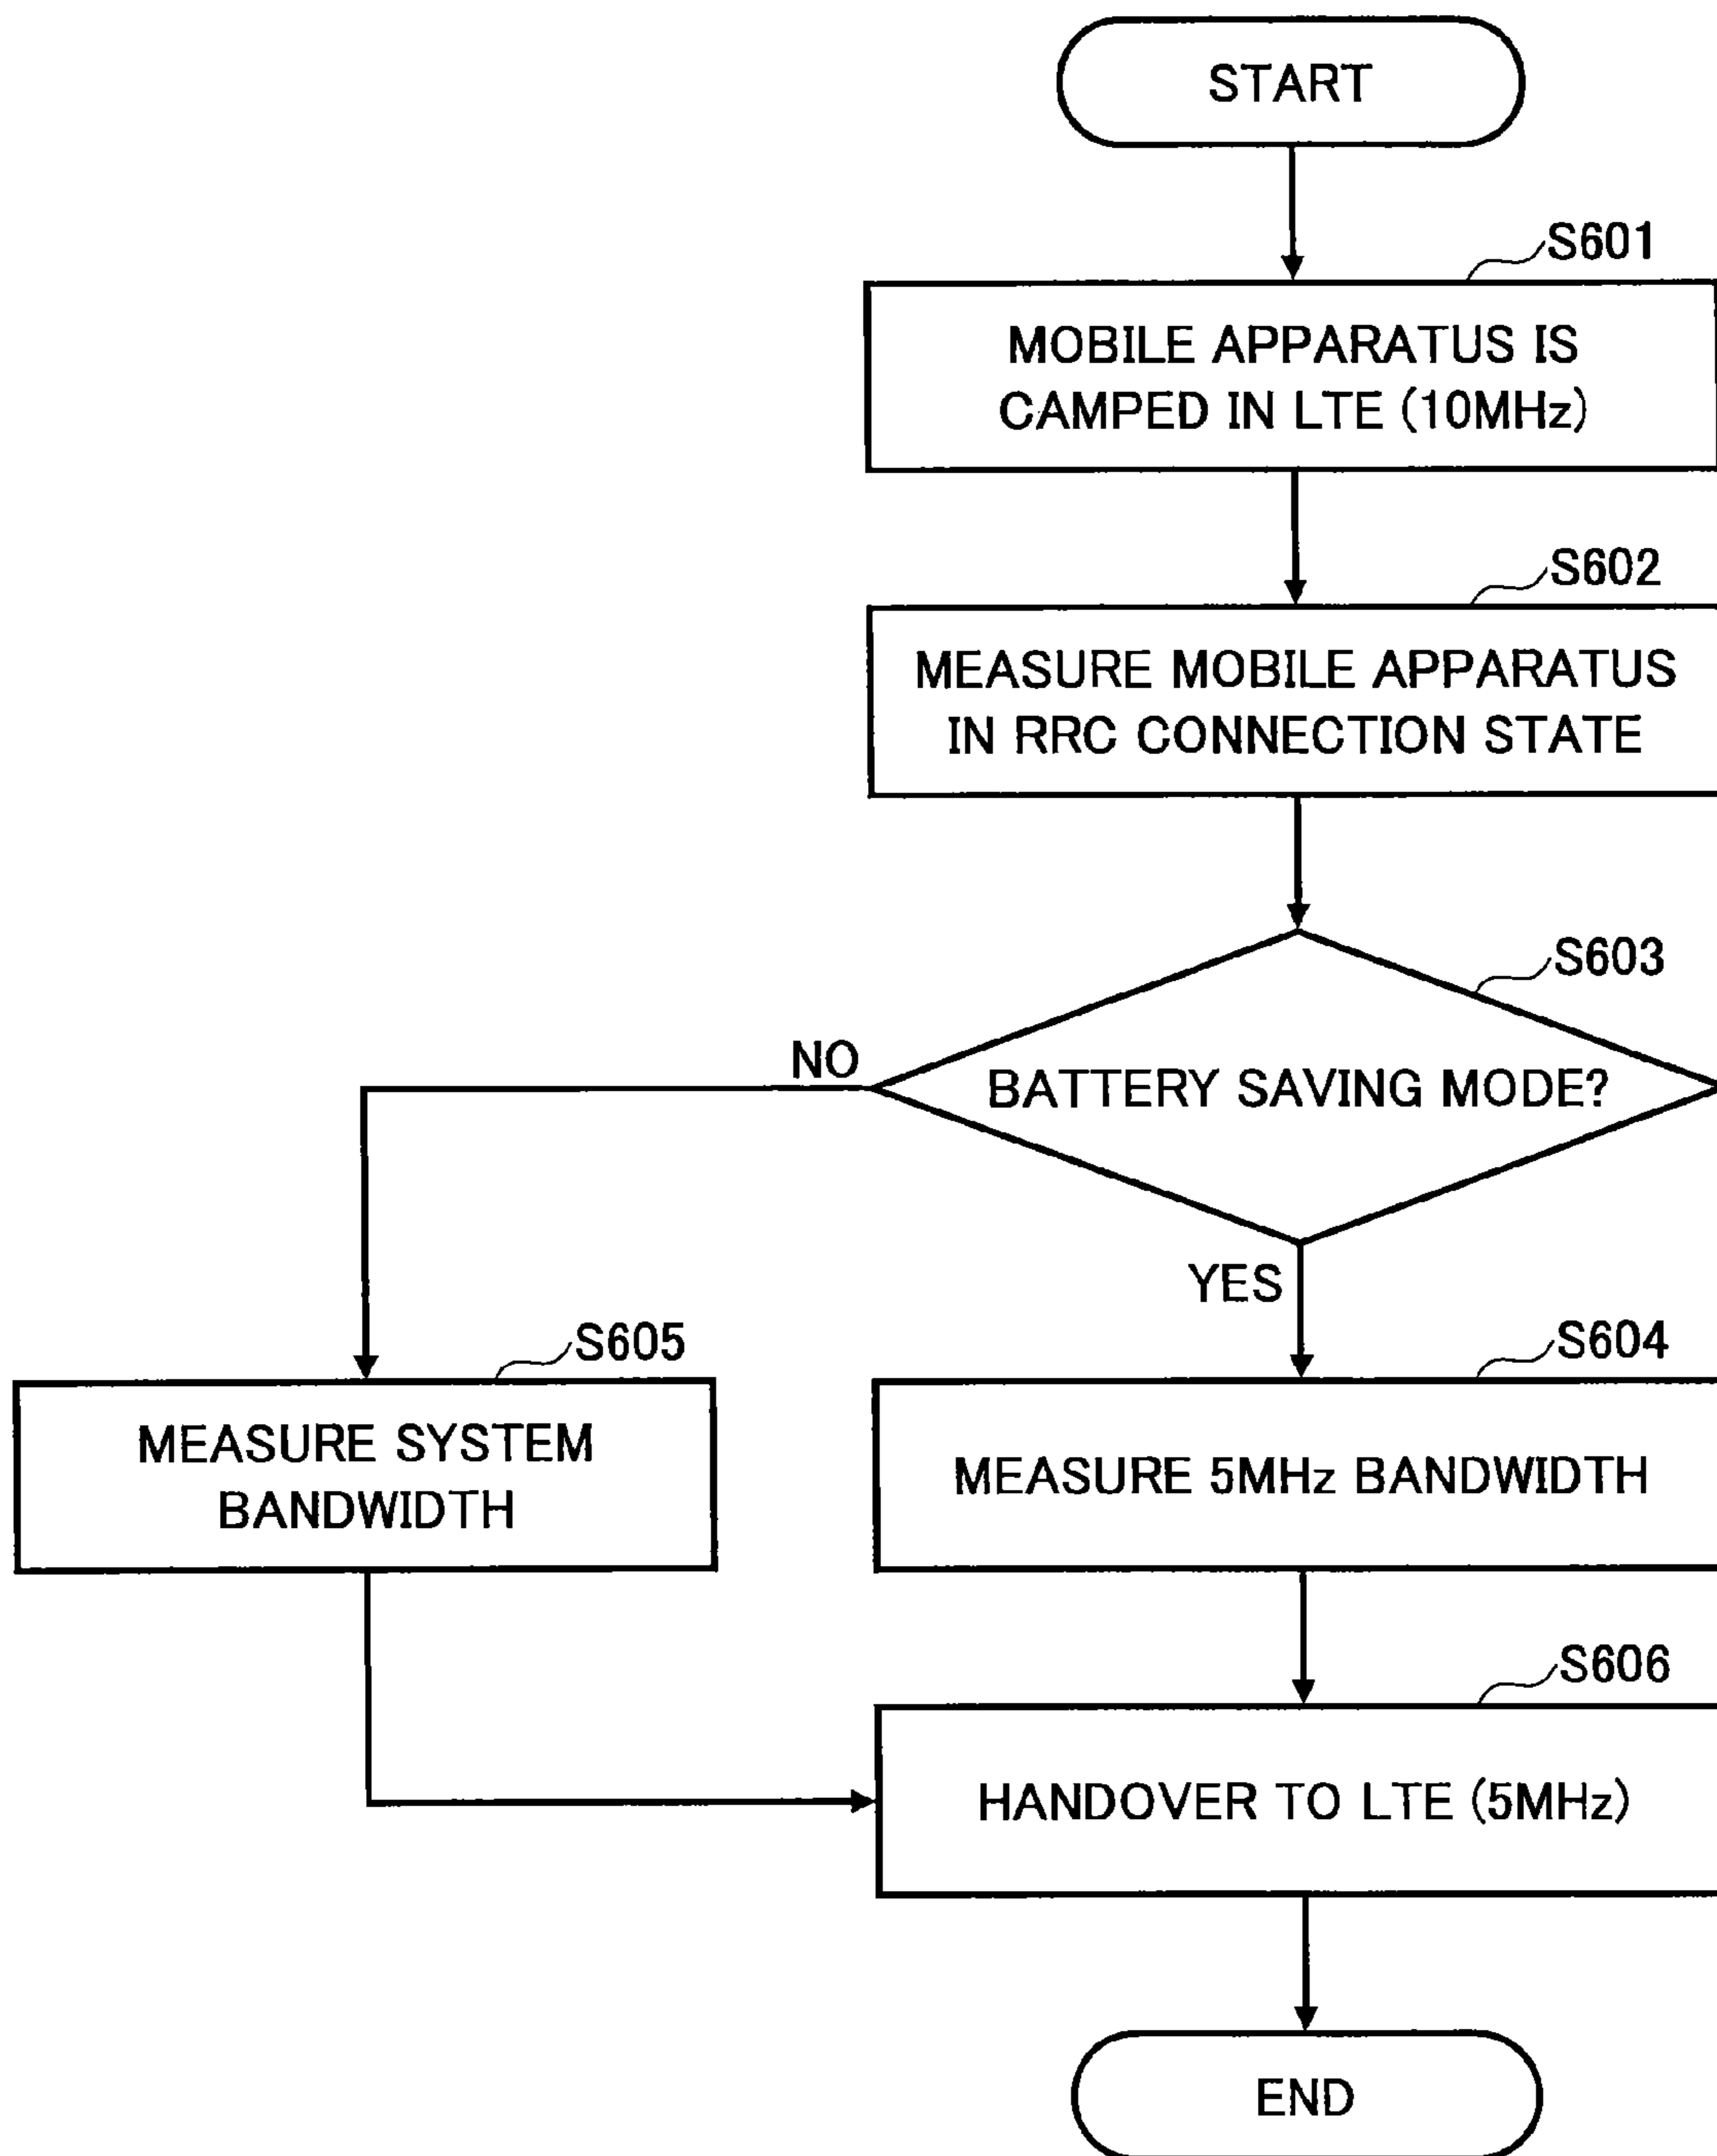 START
S601
MOBILE APPARATUS IS
CAMPED IN LTE (10MHz)
S602
MEASURE MOBILE APPARATUS
IN RRC CONNECTION STATE
S603
BATTERY SAVING MODE?
NO
YES
S605
MEASURE SYSTEM
BANDWIDTH
S604
MEASURE 5MHz BANDWIDTH
S606
HANDOVER TO LTE (5MHz)
END